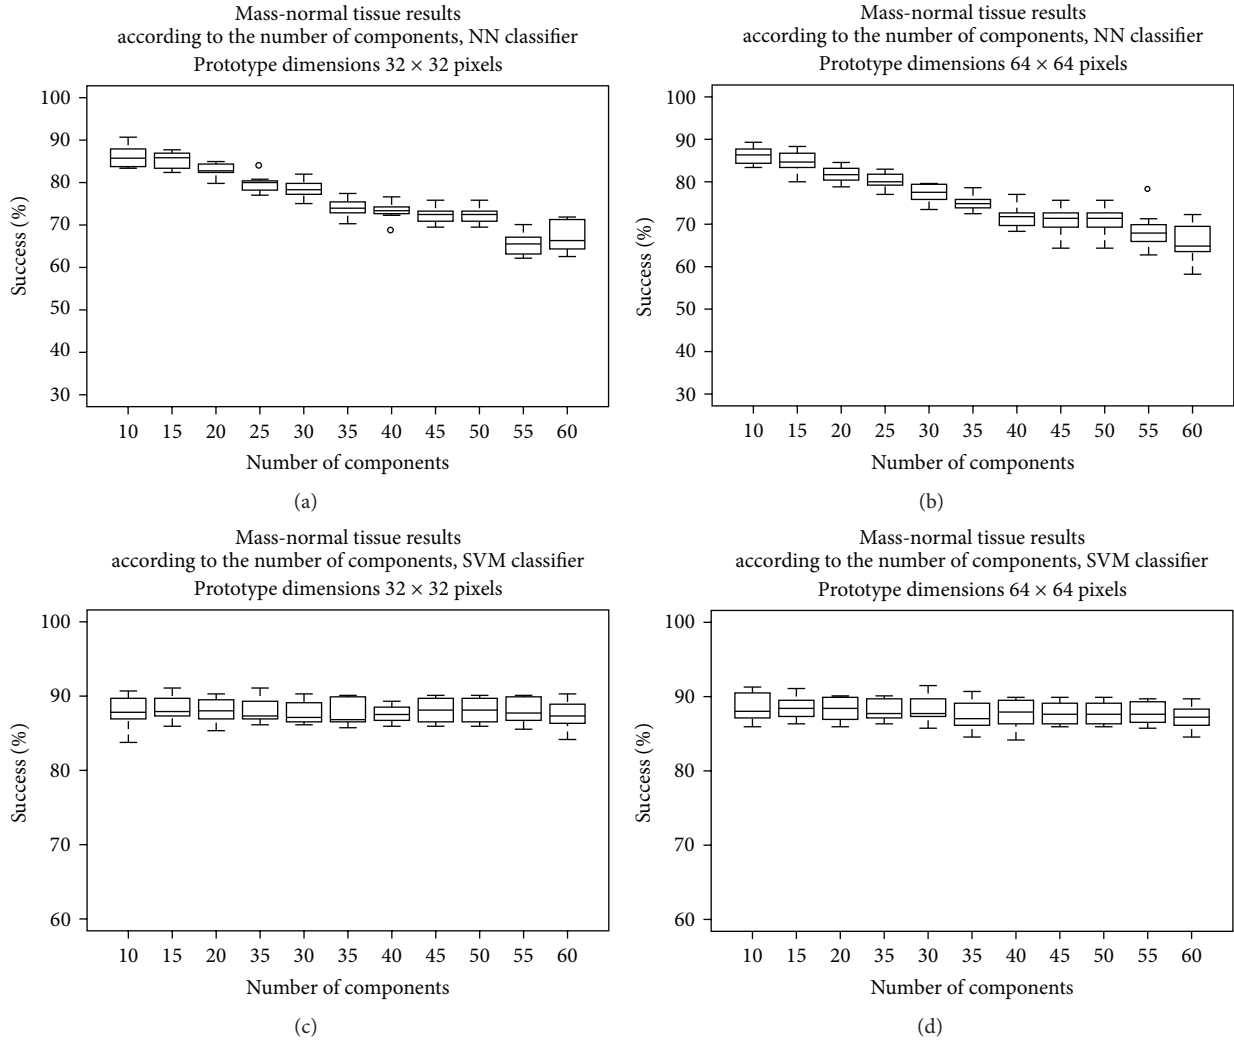 Mass-normal tissue results
according to the number of components, NN classifier
Prototype dimensions 32 × 32 pixels
100
90
80
70
60
50
40
30
Success (%)
10 15 20 25 30 35 40 45 50 55 60
Number of components
(a)
Mass-normal tissue results
according to the number of components, NN classifier
Prototype dimensions 64 × 64 pixels
100
90
80
70
60
50
40
30
Success (%)
10 15 20 25 30 35 40 45 50 55 60
Number of components
(b)
Mass-normal tissue results
according to the number of components, SVM classifier
Prototype dimensions 32 × 32 pixels
100
90
80
70
60
Success (%)
10 15 20 35 30 35 40 45 50 55 60
Number of components
(c)
Mass-normal tissue results
according to the number of components, SVM classifier
Prototype dimensions 64 × 64 pixels
100
90
80
70
60
Success (%)
10 15 20 35 30 35 40 45 50 55 60
Number of components
(d)